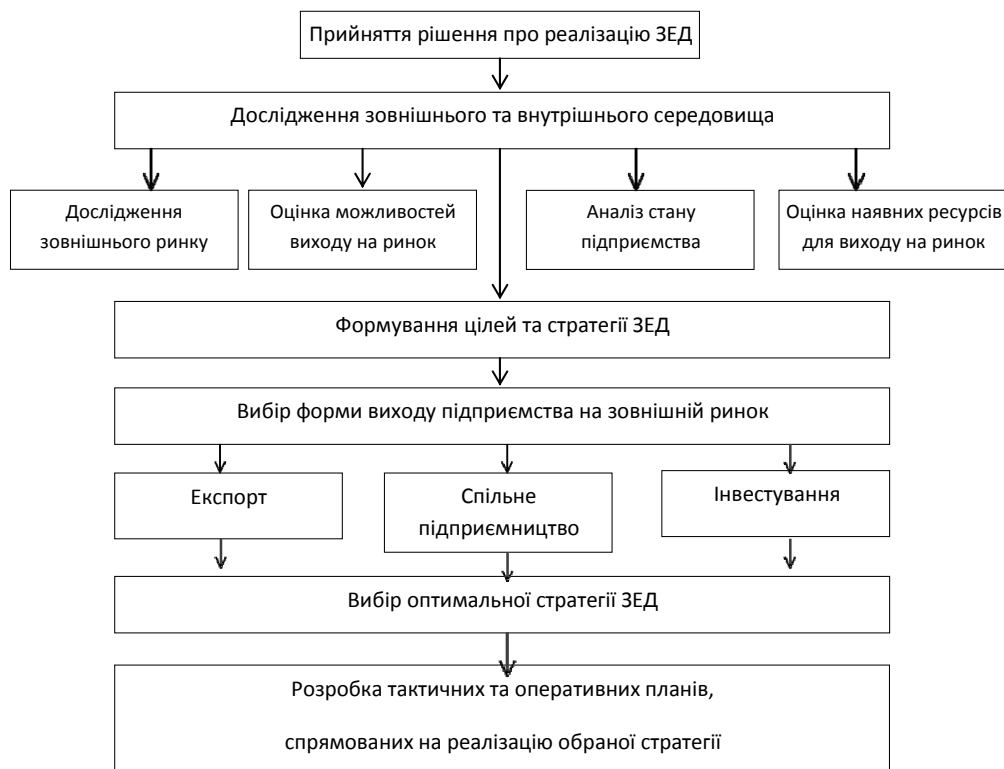 Прийняття рішення про реалізацію ЗЕД
Дослідження зовнішнього та внутрішнього середовища
Дослідження
зовнішнього ринку
Оцінка можливостей
виходу на ринок
Аналіз стану
підприємства
Оцінка наявних ресурсів
для виходу на ринок
Формування цілей та стратегії ЗЕД
Вибір форми виходу підприємства на зовнішній ринок
Експорт
Спільне
підприємництво
Інвестування
Вибір оптимальної стратегії ЗЕД
Розробка тактичних та оперативних планів,
спрямованих на реалізацію обраної стратегії